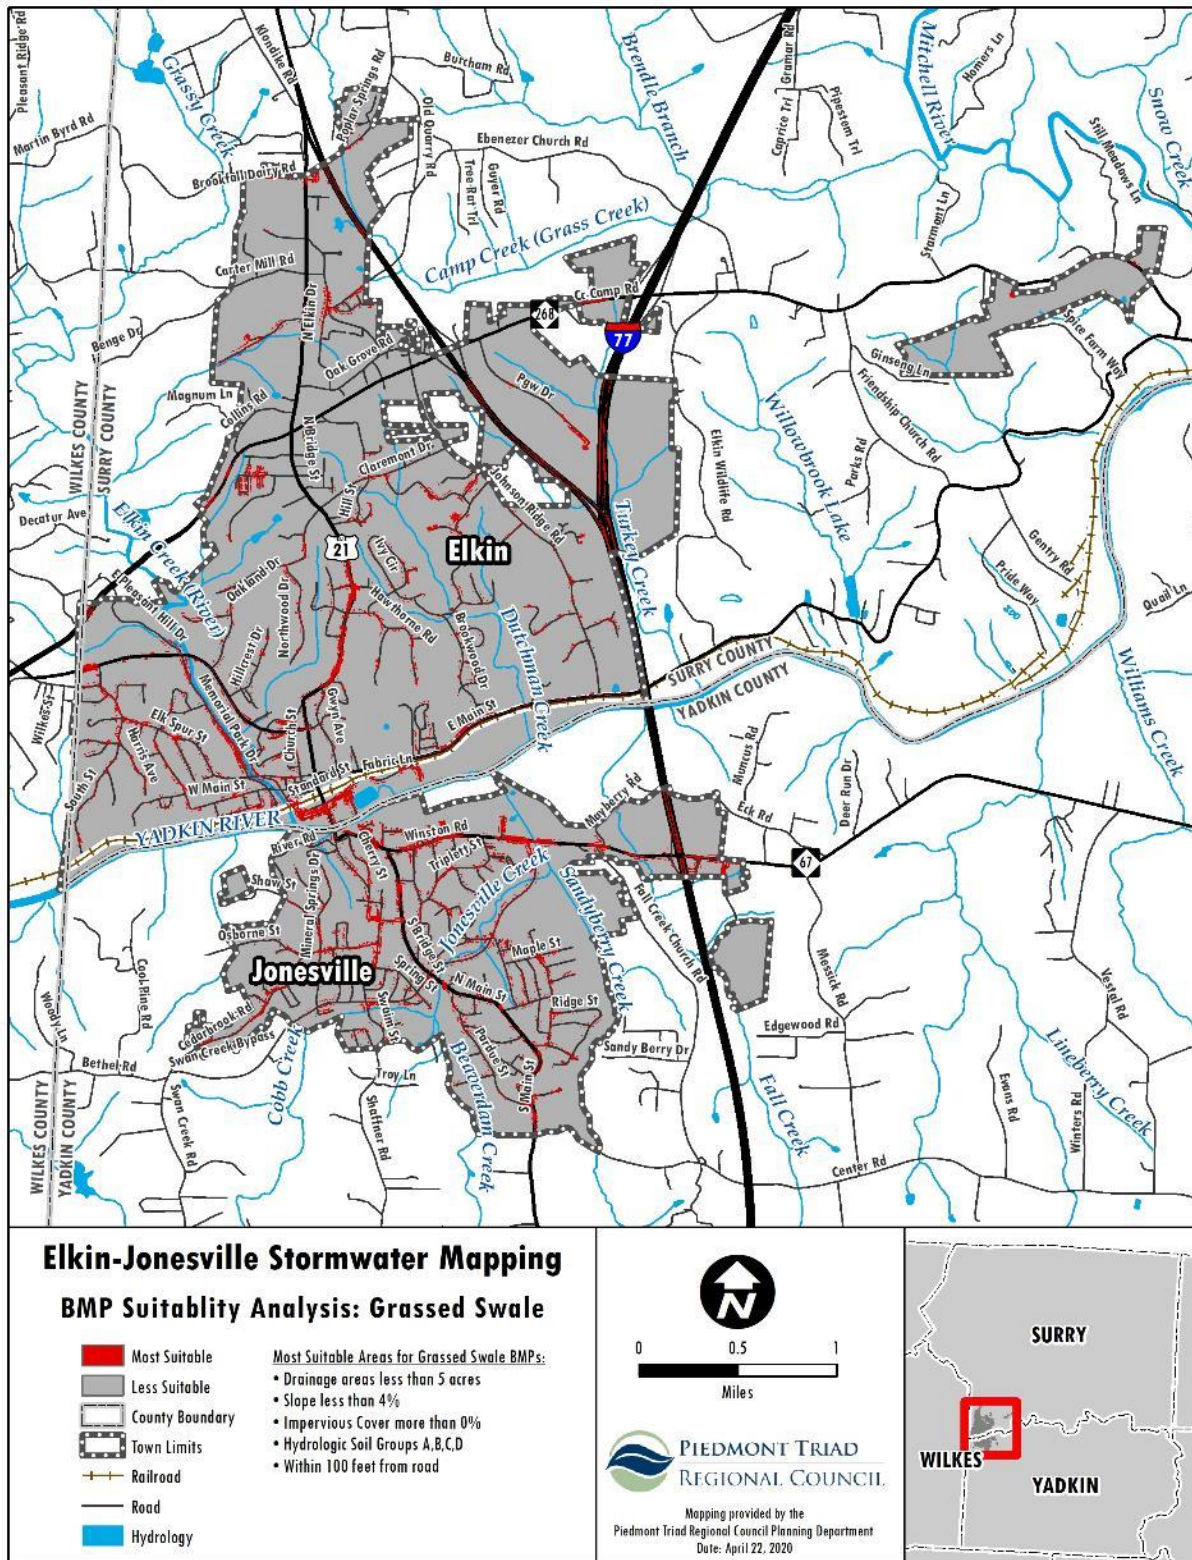 Pleasant Ridge Rd
Klondike Rd
Grassy Creek
Poplar Springs Rd
Burcham Rd
Brendle Branch
Gramar Rd
Caprice Trl
Pipestem Trl
Mitchell River
Homers Ln
Snow Creek
Still Meadows Ln
Martin Byrd Rd
Old Quarry Rd
Ebenezer Church Rd
Brookfall Dairy Rd
Tree Rat Trl
Guyer Rd
Starmont Ln
Camp Creek (Grass Creek)
Carter Mill Rd
N Elkin Dr
Cc Camp Rd
268
77
Benge Dr
Oak Grove Rd
Spice Farm Way
Ginseng Ln
Friendship Church Rd
Magnum Ln
Collins Rd
Pgw Dr
N Bridge St
Willowbrook Lake
WILKES COUNTY
SURRY COUNTY
Claremont Dr
Elkin Wildlife Rd
Parks Rd
Johnson Ridge Rd
Hill St
Decatur Ave
Elkin Creek (River)
Turkey Creek
21
Ivy Cir
Elkin
Gentry Rd
Pride Way
Quail Ln
E Pleasant Hill Dr
Oakland Dr
Northwood Dr
Hawthorne Rd
Brookwood Dr
Dutchman Creek
Hillcrest Dr
SURRY COUNTY
YADKIN COUNTY
Williams Creek
Memorial Park Dr
Wilkes St
Elk Spur St
Harris Ave
Church St
Gwyn Ave
E Main St
Muncus Rd
Deer Run Dr
South St
W Main St
Standard St
Fabric Ln
Mayberry Rd
Eck Rd
YADKIN RIVER
River Rd
Cherry St
Winston Rd
Triplett St
67
Shaw St
Mineral Springs Dr
Jonesville Creek
Sandyberry Creek
Fall Creek Church Rd
Osborne St
S Bridge St
Maple St
Jonesville
Spring St
N Main St
Ridge St
Messick Rd
Vestal Rd
Cool Pine Rd
Woody Ln
Cedarbrook Rd
Swan Creek Bypass
Swaim St
Edgewood Rd
Bethel Rd
Cobb Creek
Pardue St
Sandy Berry Dr
Troy Ln
Beaverdam Creek
S Main St
Fall Creek
Evans Rd
Lineberry Creek
Swan Creek Rd
Shaffner Rd
Winters Rd
WILKES COUNTY
YADKIN COUNTY
Center Rd
Elkin-Jonesville Stormwater Mapping
BMP Suitablity Analysis: Grassed Swale
Most Suitable
Less Suitable
County Boundary
Town Limits
Railroad
Road
Hydrology
Most Suitable Areas for Grassed Swale BMPs:
• Drainage areas less than 5 acres
• Slope less than 4%
• Impervious Cover more than 0%
• Hydrologic Soil Groups A,B,C,D
• Within 100 feet from road
N
0 0.5 1
Miles
PIEDMONT TRIAD
REGIONAL COUNCIL
Mapping provided by the
Piedmont Triad Regional Council Planning Department
Date: April 22, 2020
SURRY
WILKES
YADKIN